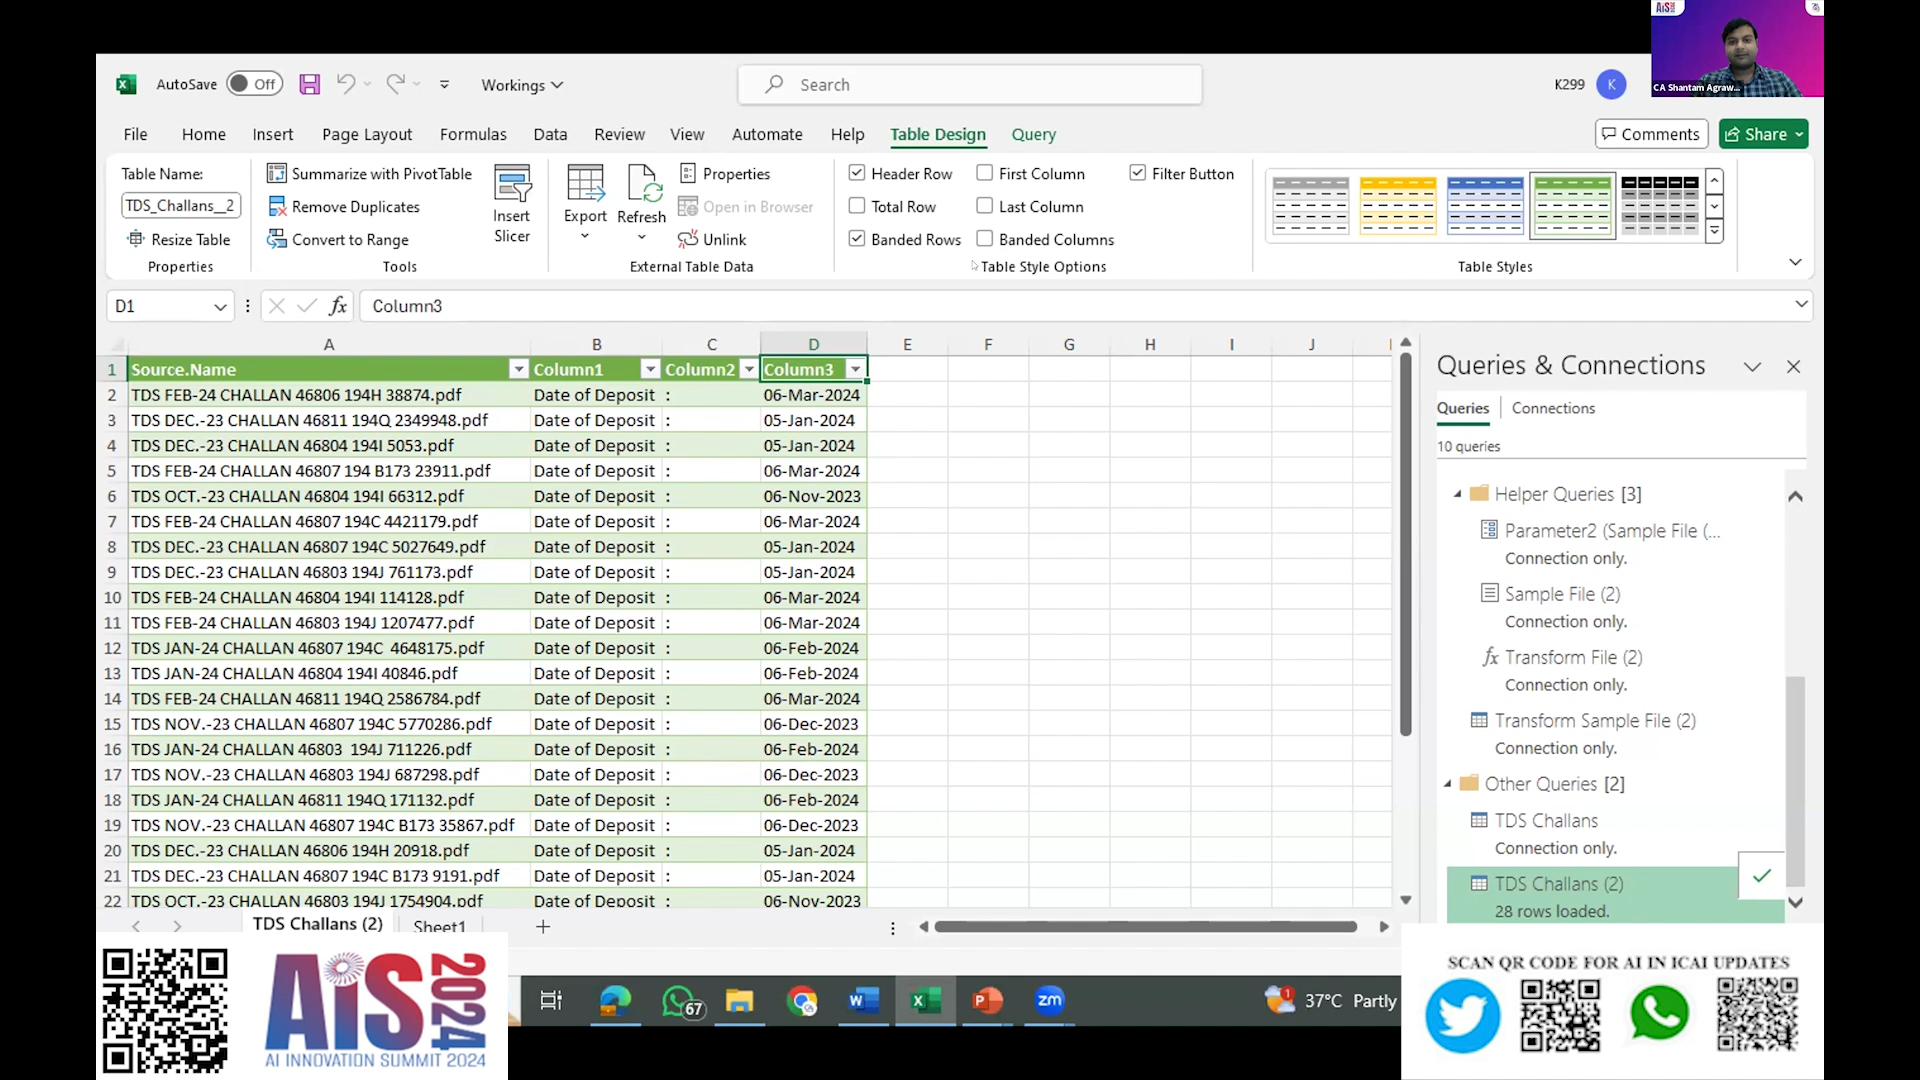 AiS
CA Shantam Agraw...
AutoSave Off
Workings
Search
K299 K
File Home Insert Page Layout Formulas Data Review View Automate Help Table Design Query
Comments Share
Table Name:
TDS_Challans__2
Resize Table
Properties
Summarize with PivotTable
Remove Duplicates
Convert to Range
Tools
Insert
Slicer
Export
Refresh
Properties
Open in Browser
Unlink
External Table Data
Header Row First Column Filter Button
Total Row Last Column
Banded Rows Banded Columns
Table Style Options
Table Styles
D1 fx Column3
A B C D E F G H I J
1 Source.Name Column1 Column2 Column3
2 TDS FEB-24 CHALLAN 46806 194H 38874.pdf Date of Deposit : 06-Mar-2024
3 TDS DEC.-23 CHALLAN 46811 194Q 2349948.pdf Date of Deposit : 05-Jan-2024
4 TDS DEC.-23 CHALLAN 46804 194I 5053.pdf Date of Deposit : 05-Jan-2024
5 TDS FEB-24 CHALLAN 46807 194 B173 23911.pdf Date of Deposit : 06-Mar-2024
6 TDS OCT.-23 CHALLAN 46804 194I 66312.pdf Date of Deposit : 06-Nov-2023
7 TDS FEB-24 CHALLAN 46807 194C 4421179.pdf Date of Deposit : 06-Mar-2024
8 TDS DEC.-23 CHALLAN 46807 194C 5027649.pdf Date of Deposit : 05-Jan-2024
9 TDS DEC.-23 CHALLAN 46803 194J 761173.pdf Date of Deposit : 05-Jan-2024
10 TDS FEB-24 CHALLAN 46804 194I 114128.pdf Date of Deposit : 06-Mar-2024
11 TDS FEB-24 CHALLAN 46803 194J 1207477.pdf Date of Deposit : 06-Mar-2024
12 TDS JAN-24 CHALLAN 46807 194C  4648175.pdf Date of Deposit : 06-Feb-2024
13 TDS JAN-24 CHALLAN 46804 194I 40846.pdf Date of Deposit : 06-Feb-2024
14 TDS FEB-24 CHALLAN 46811 194Q 2586784.pdf Date of Deposit : 06-Mar-2024
15 TDS NOV.-23 CHALLAN 46807 194C 5770286.pdf Date of Deposit : 06-Dec-2023
16 TDS JAN-24 CHALLAN 46803  194J 711226.pdf Date of Deposit : 06-Feb-2024
17 TDS NOV.-23 CHALLAN 46803 194J 687298.pdf Date of Deposit : 06-Dec-2023
18 TDS JAN-24 CHALLAN 46811 194Q 171132.pdf Date of Deposit : 06-Feb-2024
19 TDS NOV.-23 CHALLAN 46807 194C B173 35867.pdf Date of Deposit : 06-Dec-2023
20 TDS DEC.-23 CHALLAN 46806 194H 20918.pdf Date of Deposit : 05-Jan-2024
21 TDS DEC.-23 CHALLAN 46807 194C B173 9191.pdf Date of Deposit : 05-Jan-2024
22 TDS OCT.-23 CHALLAN 46803 194J 1754904.pdf Date of Deposit : 06-Nov-2023
TDS Challans (2) Sheet1
Queries & Connections
Queries Connections
10 queries
Helper Queries [3]
Parameter2 (Sample File (...
Connection only.
Sample File (2)
Connection only.
fx Transform File (2)
Connection only.
Transform Sample File (2)
Connection only.
Other Queries [2]
TDS Challans
Connection only.
TDS Challans (2)
28 rows loaded.
AiS 2024
AI INNOVATION SUMMIT 2024
67
zm
37°C Partly
SCAN QR CODE FOR AI IN ICAI UPDATES